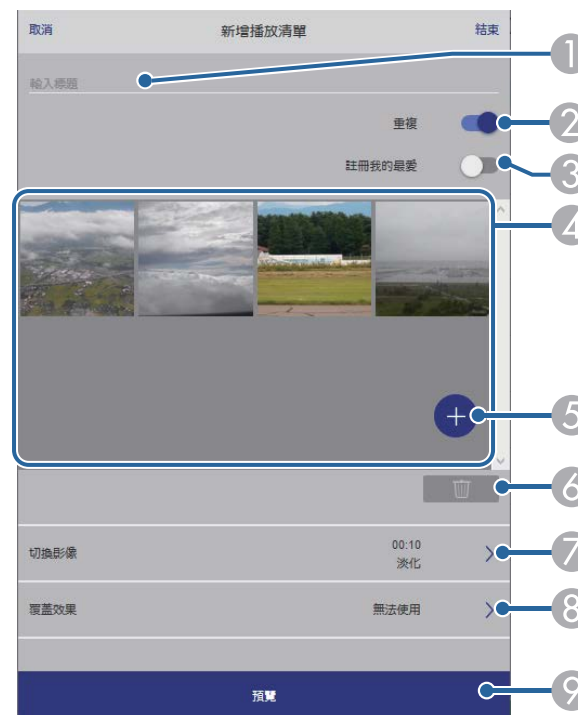 取消 新增播放清單 結束
輸入標題
1
重複
2
註冊我的最愛
3
4
5
6
切換影像
00:10
淡化
7
覆蓋效果 無法使用
8
預覽
9